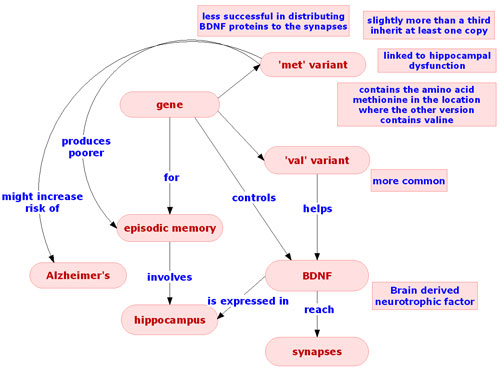 less successful in distributing
BDNF proteins to the synapses
slightly more than a third
inherit at least one copy
'met' variant
linked to hippocampal
dysfunction
gene
contains the amino acid
methionine in the location
where the other version
contains valine
produces
poorer
'val' variant
for
more common
might increase
risk of
controls
helps
episodic memory
Alzheimer's
involves
BDNF
Brain derived
neurotrophic factor
is expressed in
reach
hippocampus
synapses